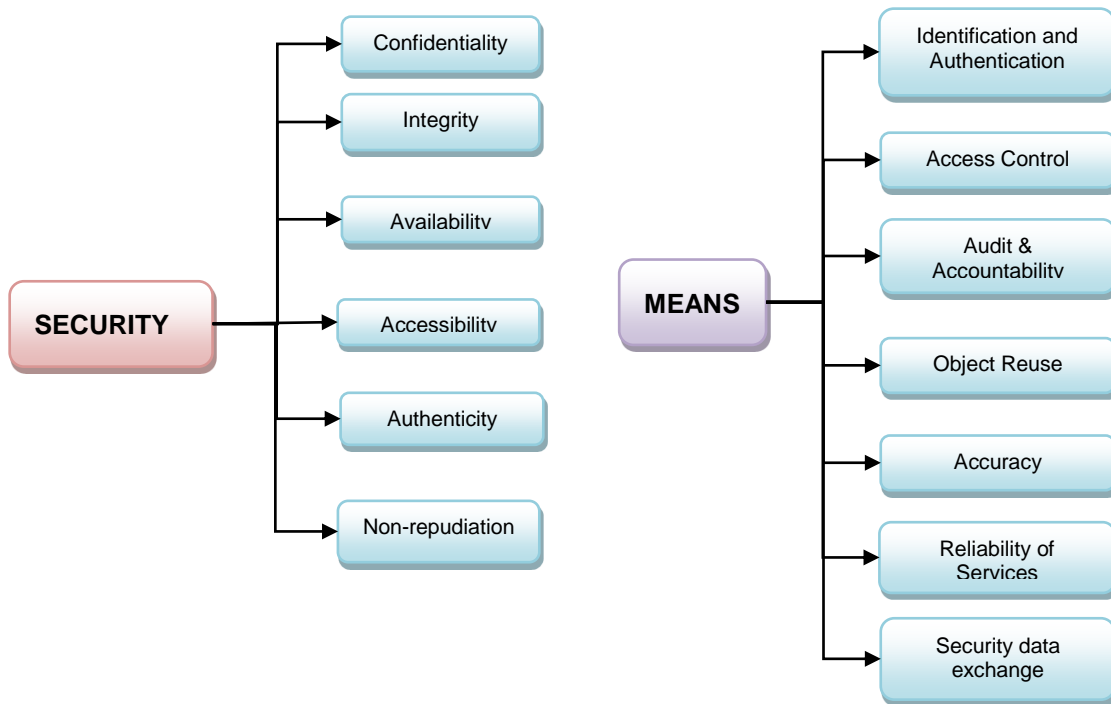 SECURITY
Confidentiality
Integrity
Availability
Accessibility
Authenticity
Non-repudiation
MEANS
Identification and
Authentication
Access Control
Audit &
Accountability
Object Reuse
Accuracy
Reliability of
Services
Security data
exchange